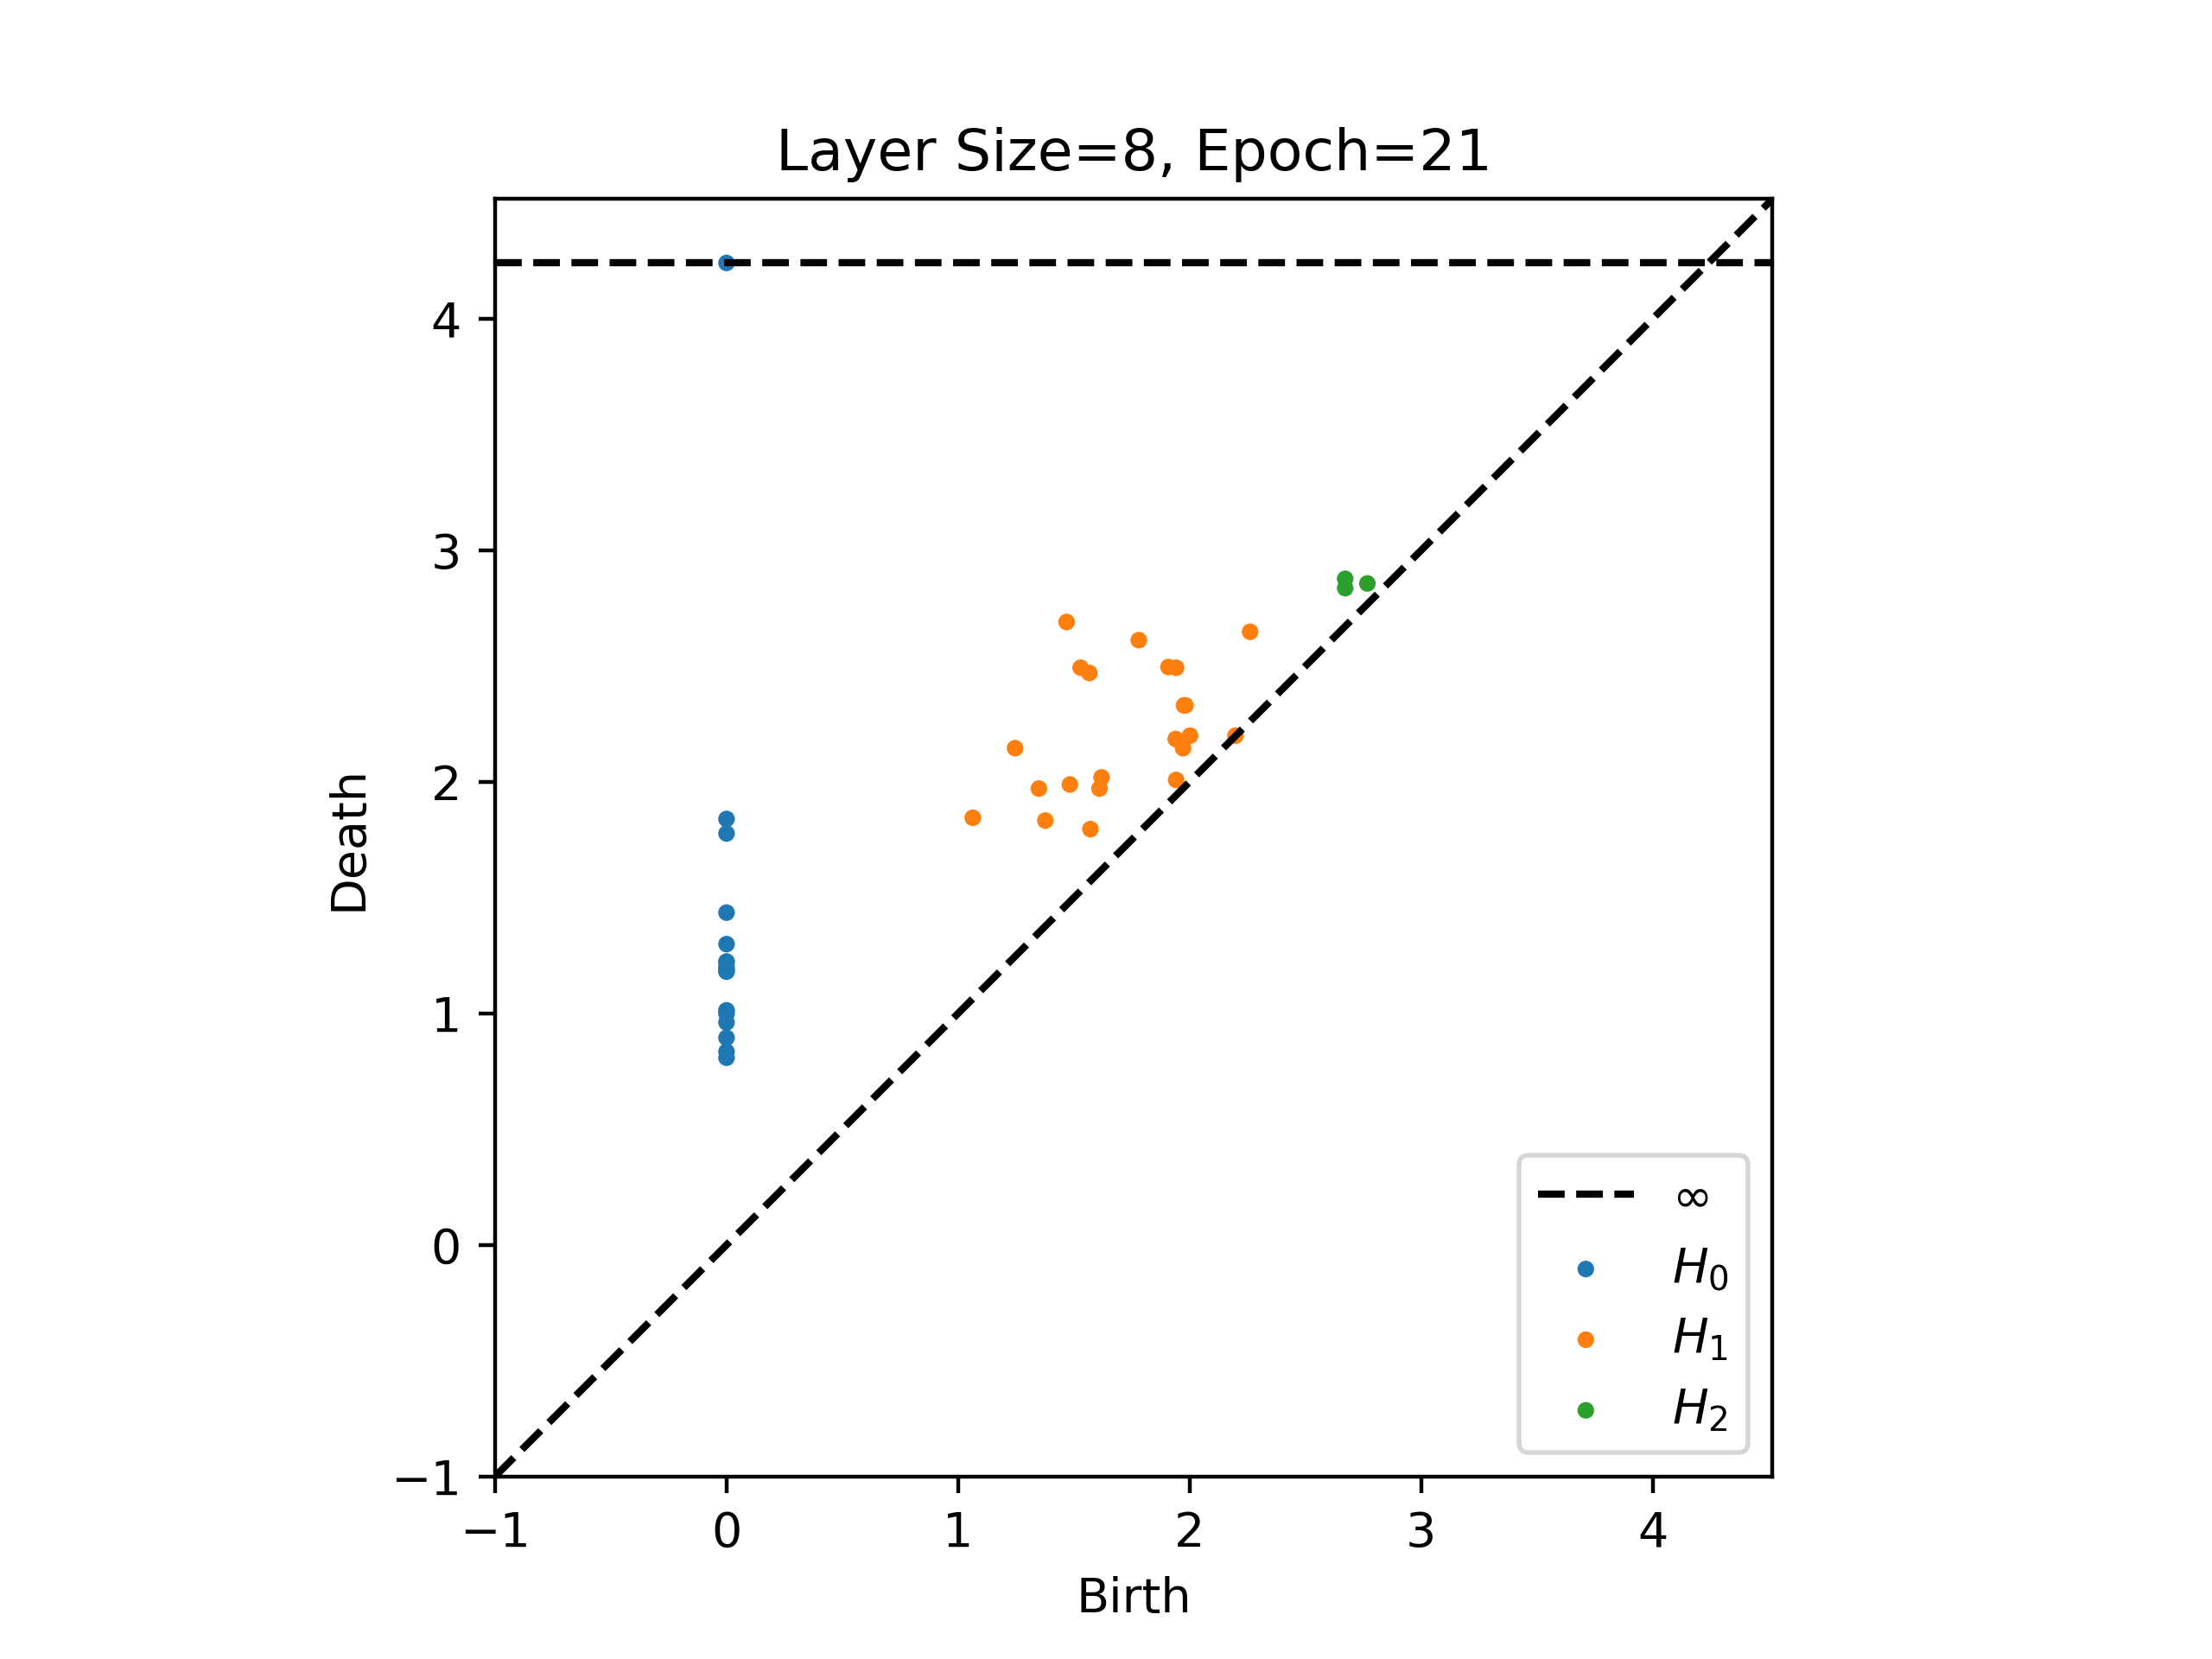 Layer Size=8, Epoch=21
Death
4
3
2
1
0
−1
−1 0 1 2 3 4
Birth
∞
H₀
H₁
H₂